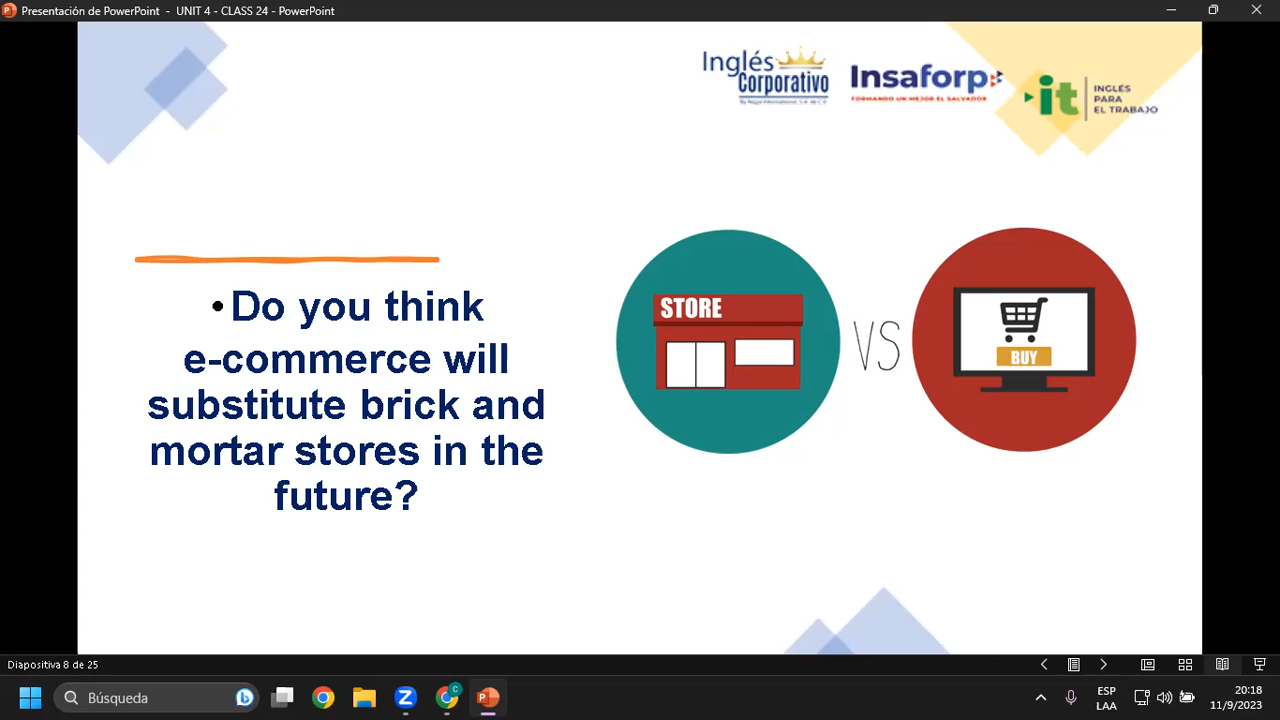 Presentación de PowerPoint - UNIT 4 - CLASS 24 - PowerPoint
Inglés
Corporativo
Insaforp
FORMANDO UN MEJOR EL SALVADOR
it
INGLÉS
PARA
EL TRABAJO
•Do you think
e-commerce will
substitute brick and
mortar stores in the
future?
STORE
VS
BUY
Diapositiva 8 de 25
Búsqueda
ESP
LAA
20:18
11/9/2023